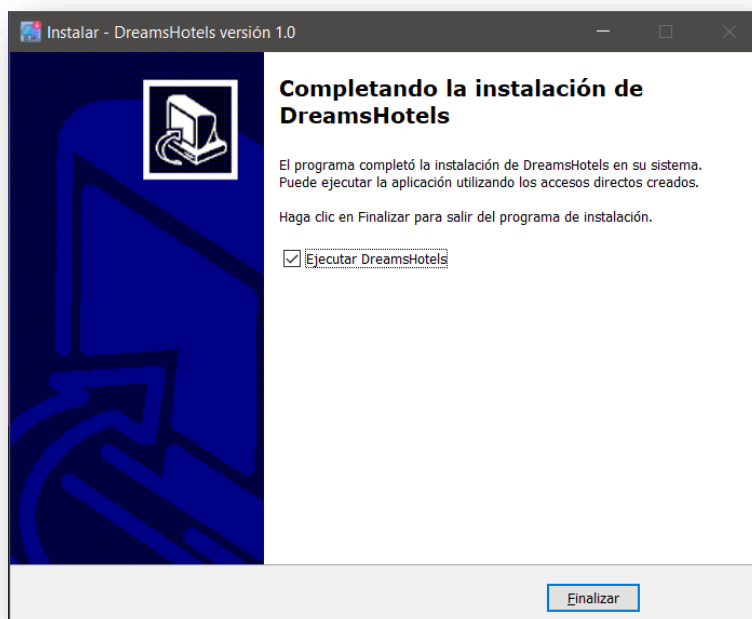 Instalar - DreamsHotels versión 1.0
Completando la instalación de
DreamsHotels
El programa completó la instalación de DreamsHotels en su sistema.
Puede ejecutar la aplicación utilizando los accesos directos creados.
Haga clic en Finalizar para salir del programa de instalación.
Ejecutar DreamsHotels
Finalizar